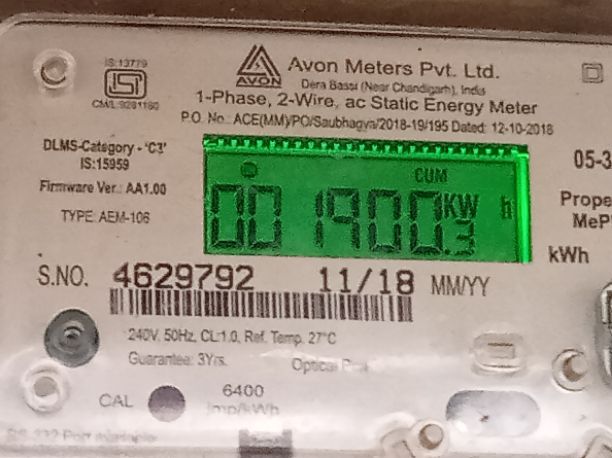 IS:13779
CM/L-9281180
AVON
Avon Meters Pvt. Ltd.
Dera Bassi (Near Chandigarh), India
1-Phase, 2-Wire, ac Static Energy Meter
P.O. No.: ACE(MM)/PO/Saubhagya/2018-19/195 Dated: 12-10-2018
DLMS-Category - 'C3'
IS:15959
Firmware Ver.: AA1.00
TYPE: AEM-106
CUM
001900.3 KW h
05-3
Prope
MeP
kWh
S.NO. 4629792 11/18 MM/YY
240V, 50Hz, CL:1.0, Ref. Temp. 27°C
Guarantee: 3Yrs. Optical
CAL 6400
imp/kWh